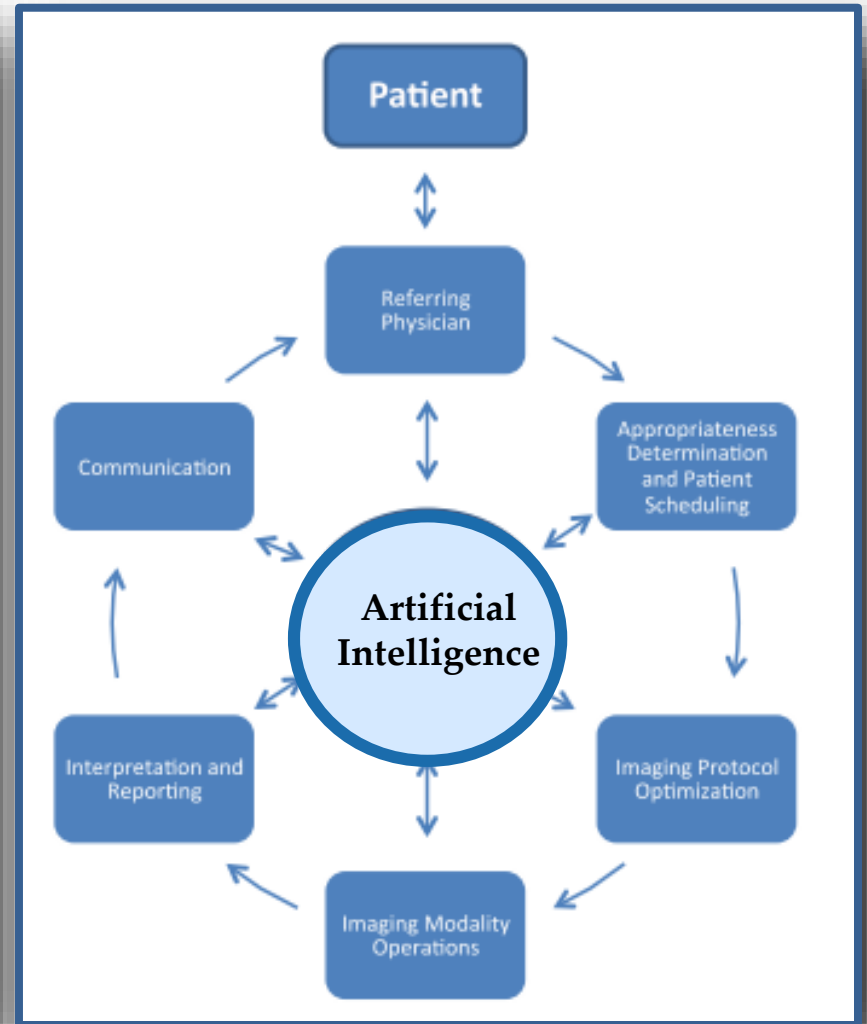 Patient
Referring
Physician
Communication
Appropriateness
Determination
and Patient
Scheduling
Artificial
Intelligence
Interpretation and
Reporting
Imaging Protocol
Optimization
Imaging Modality
Operations